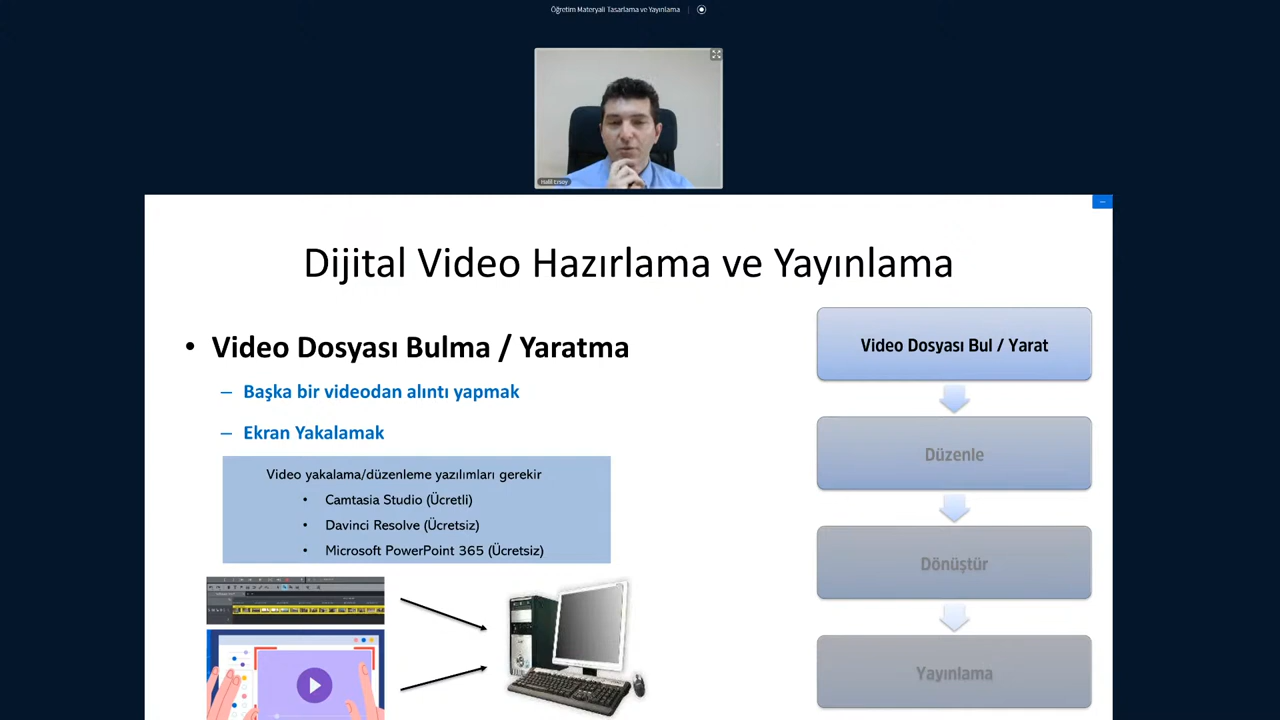 Öğretim Materyali Tasarlama ve Yayınlama
Halil Ersoy
Dijital Video Hazırlama ve Yayınlama
• Video Dosyası Bulma / Yaratma
– Başka bir videodan alıntı yapmak
– Ekran Yakalamak
Video yakalama/düzenleme yazılımları gerekir
• Camtasia Studio (Ücretli)
• Davinci Resolve (Ücretsiz)
• Microsoft PowerPoint 365 (Ücretsiz)
Video Dosyası Bul / Yarat
Düzenle
Dönüştür
Yayınlama